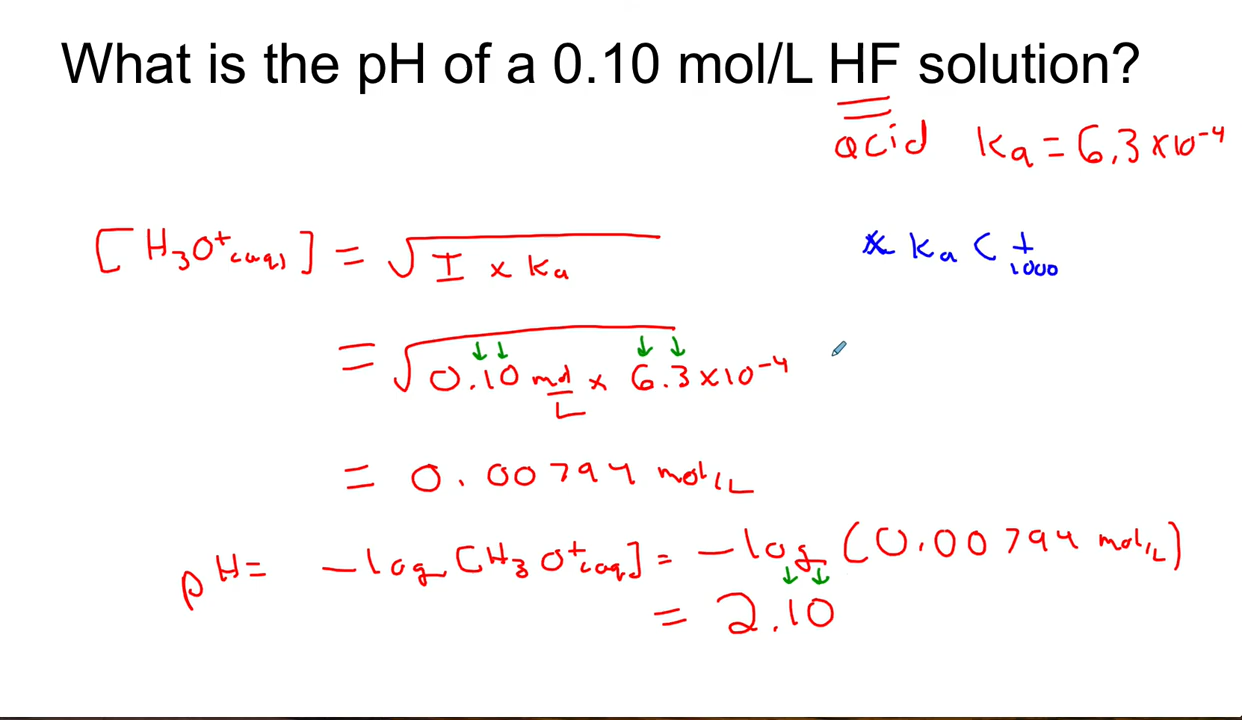 What is the pH of a 0.10 mol/L HF solution?
acid Ka = 6.3 x 10⁻⁴
[H₃O⁺(aq)] = √I x Ka
* Ka < 1/1000
= √0.10 mol/L x 6.3 x 10⁻⁴
= 0.00794 mol/L
pH = -log[H₃O⁺(aq)] = -log(0.00794 mol/L)
= 2.10